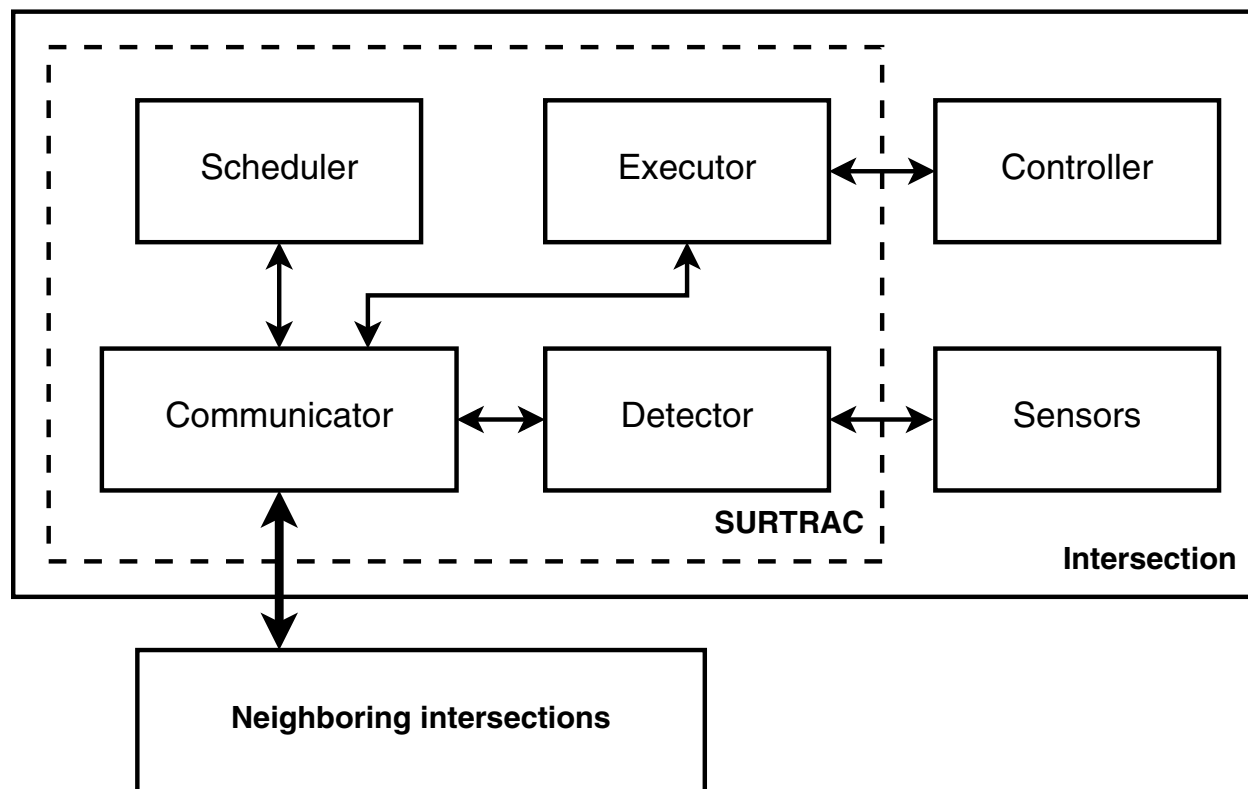 Scheduler
Executor
Controller
Communicator
Detector
Sensors
SURTRAC
Intersection
Neighboring intersections